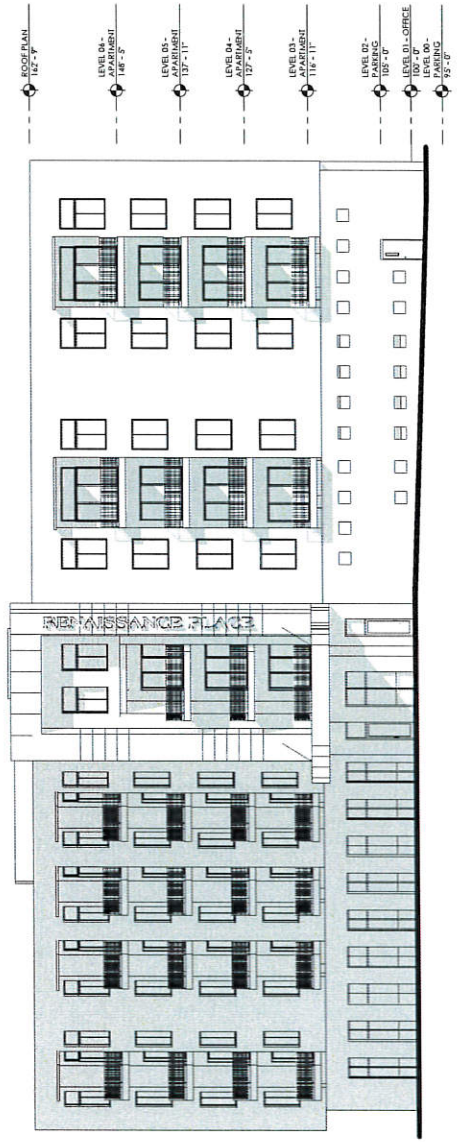 ROOF PLAN
162' - 9"
LEVEL 06 -
APARTMENT
148' - 5"
LEVEL 05 -
APARTMENT
137' - 11"
LEVEL 04 -
APARTMENT
127' - 5"
LEVEL 03 -
APARTMENT
116' - 11"
LEVEL 02 -
PARKING
105' - 0"
LEVEL 01 - OFFICE
100' - 0"
LEVEL 00 -
PARKING
95' - 0"
RENAISSANCE PLACE